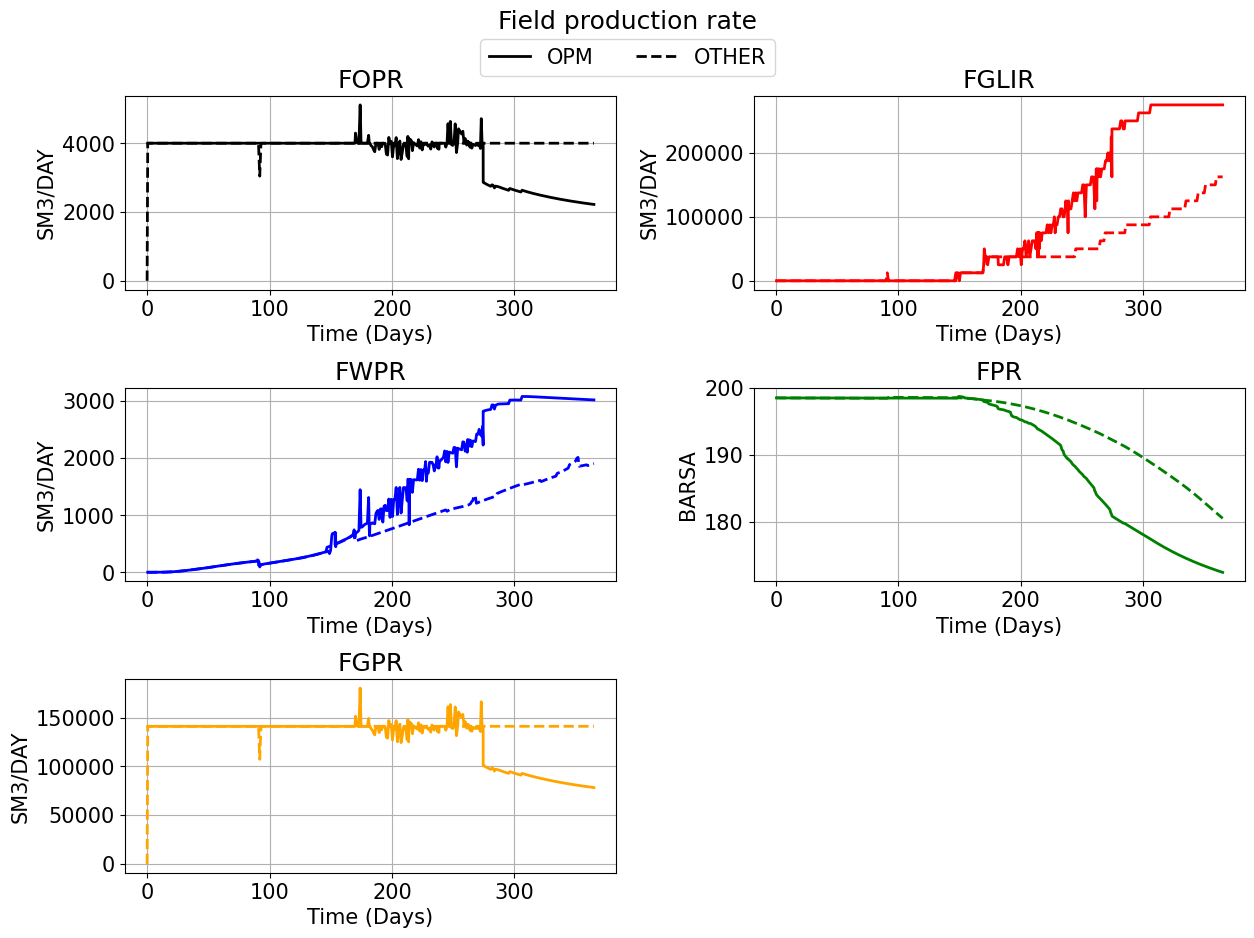 Field production rate
OPM OTHER
FOPR
SM3/DAY
4000
2000
0
0 100 200 300
Time (Days)
FGLIR
SM3/DAY
200000
100000
0
0 100 200 300
Time (Days)
FWPR
SM3/DAY
3000
2000
1000
0
0 100 200 300
Time (Days)
FPR
BARSA
200
190
180
0 100 200 300
Time (Days)
FGPR
SM3/DAY
150000
100000
50000
0
0 100 200 300
Time (Days)